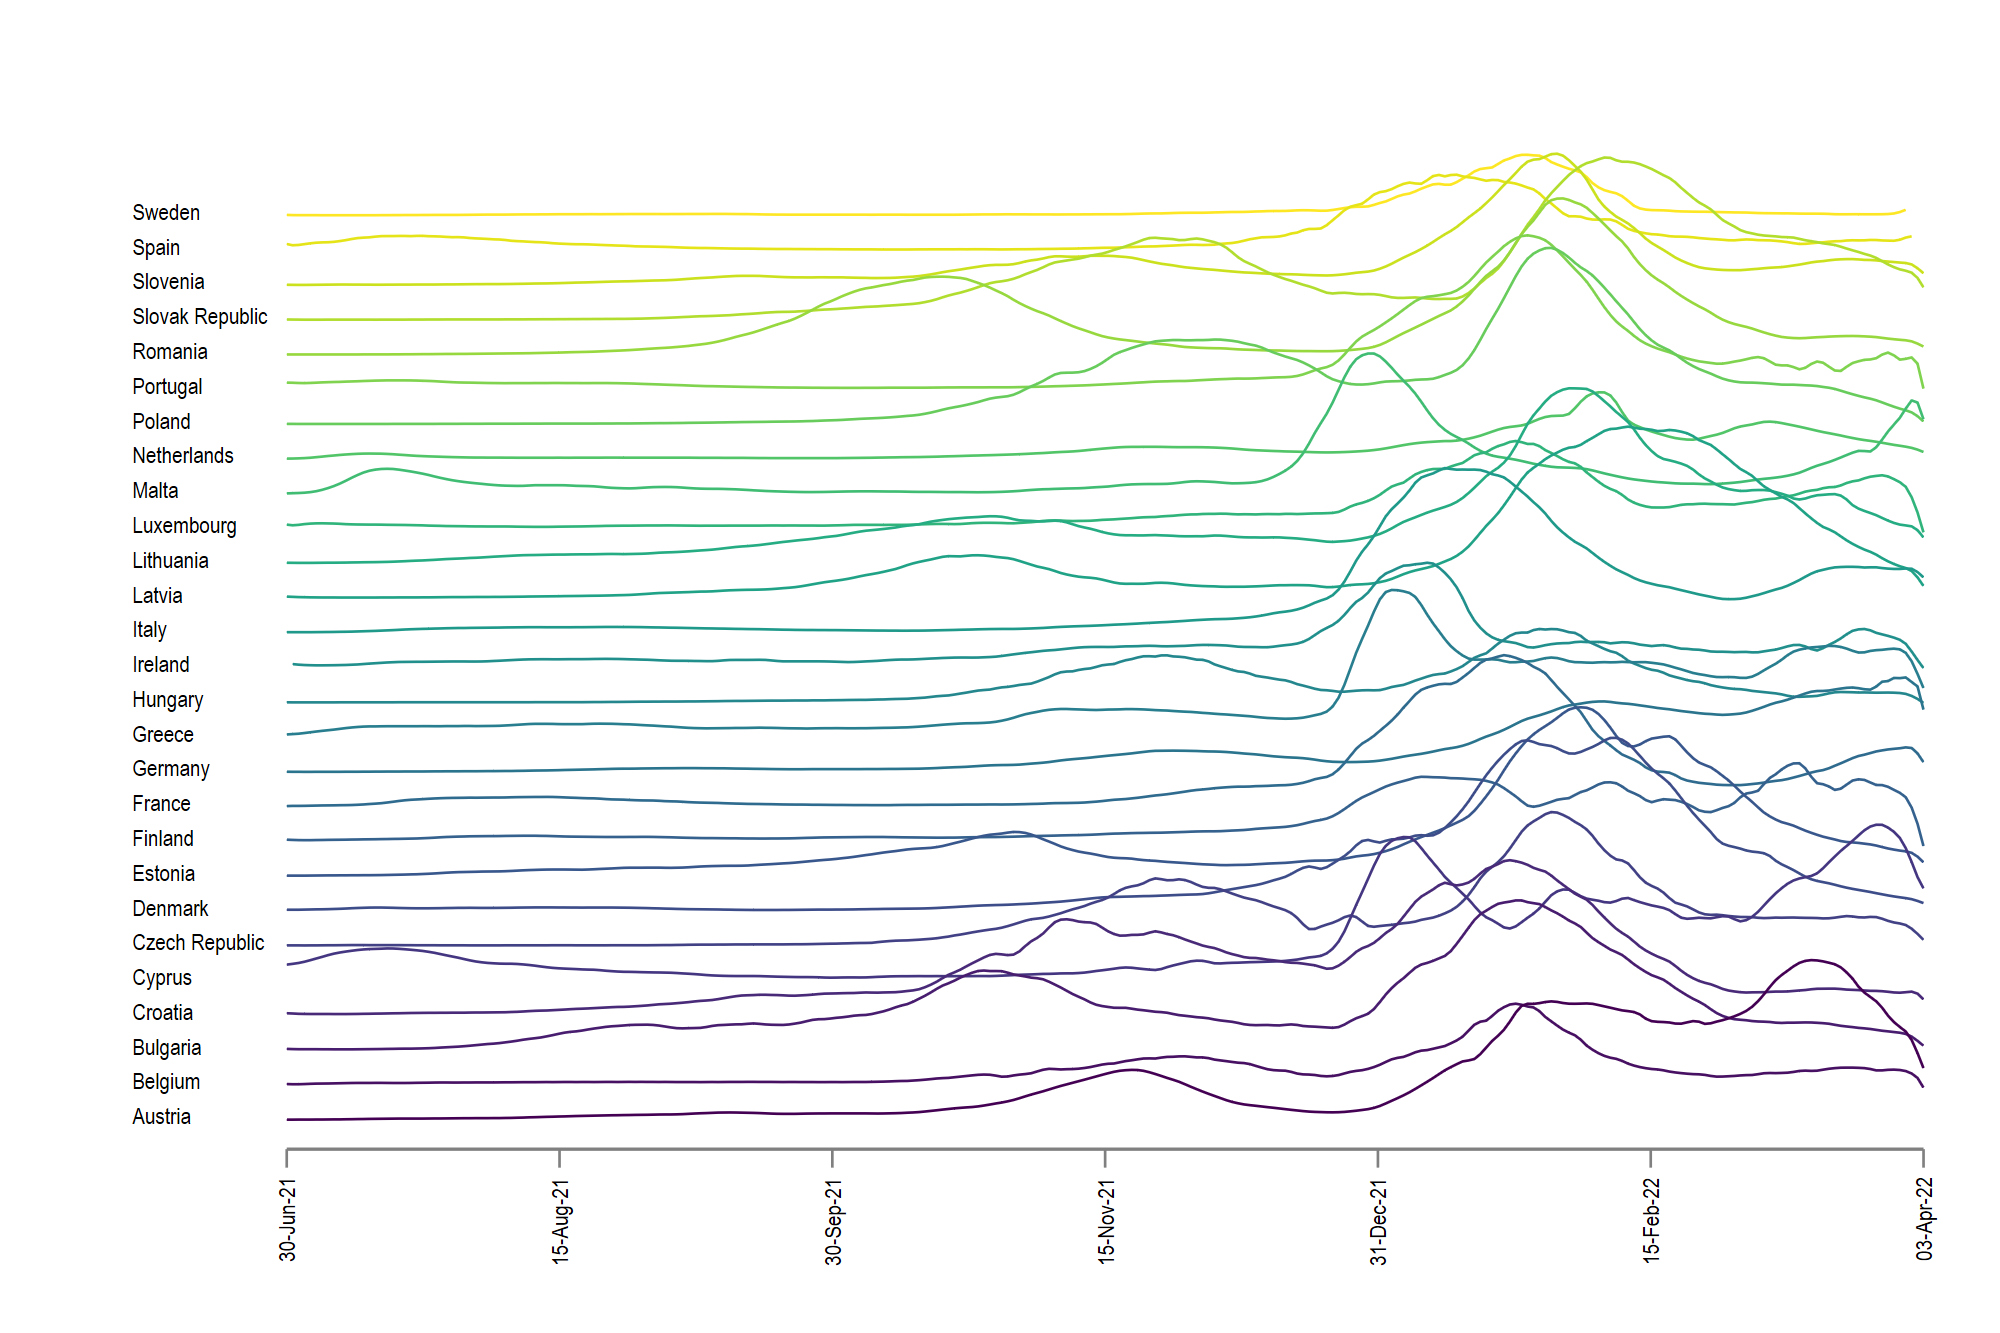 Sweden
Spain
Slovenia
Slovak Republic
Romania
Portugal
Poland
Netherlands
Malta
Luxembourg
Lithuania
Latvia
Italy
Ireland
Hungary
Greece
Germany
France
Finland
Estonia
Denmark
Czech Republic
Cyprus
Croatia
Bulgaria
Belgium
Austria
30-Jun-21
15-Aug-21
30-Sep-21
15-Nov-21
31-Dec-21
15-Feb-22
03-Apr-22